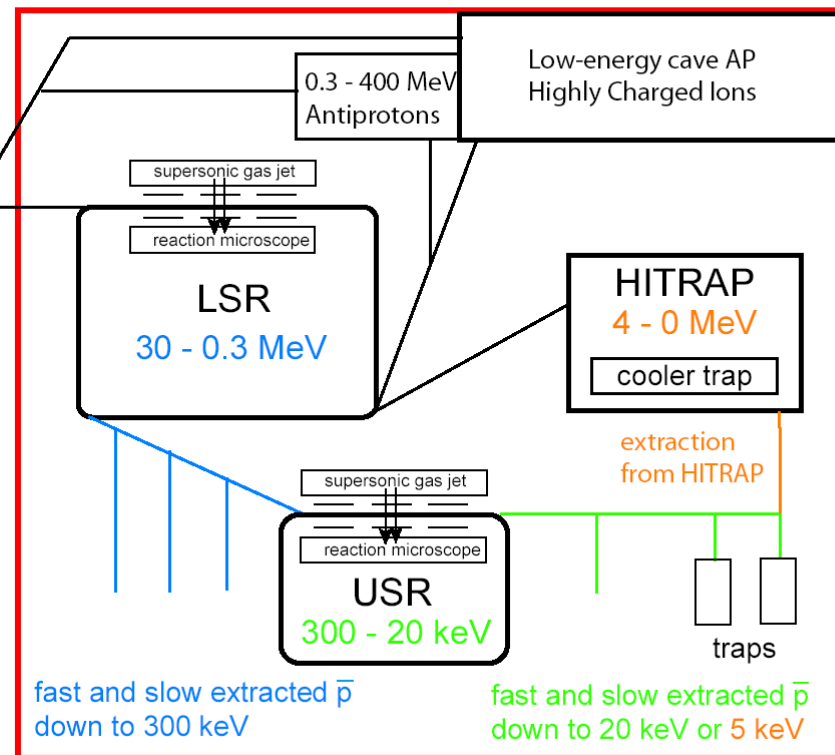 0.3 - 400 MeV
Antiprotons
Low-energy cave AP
Highly Charged Ions
supersonic gas jet
reaction microscope
LSR
30 - 0.3 MeV
HITRAP
4 - 0 MeV
cooler trap
extraction
from HITRAP
supersonic gas jet
reaction microscope
USR
300 - 20 keV
traps
fast and slow extracted p̅
down to 300 keV
fast and slow extracted p̅
down to 20 keV or 5 keV